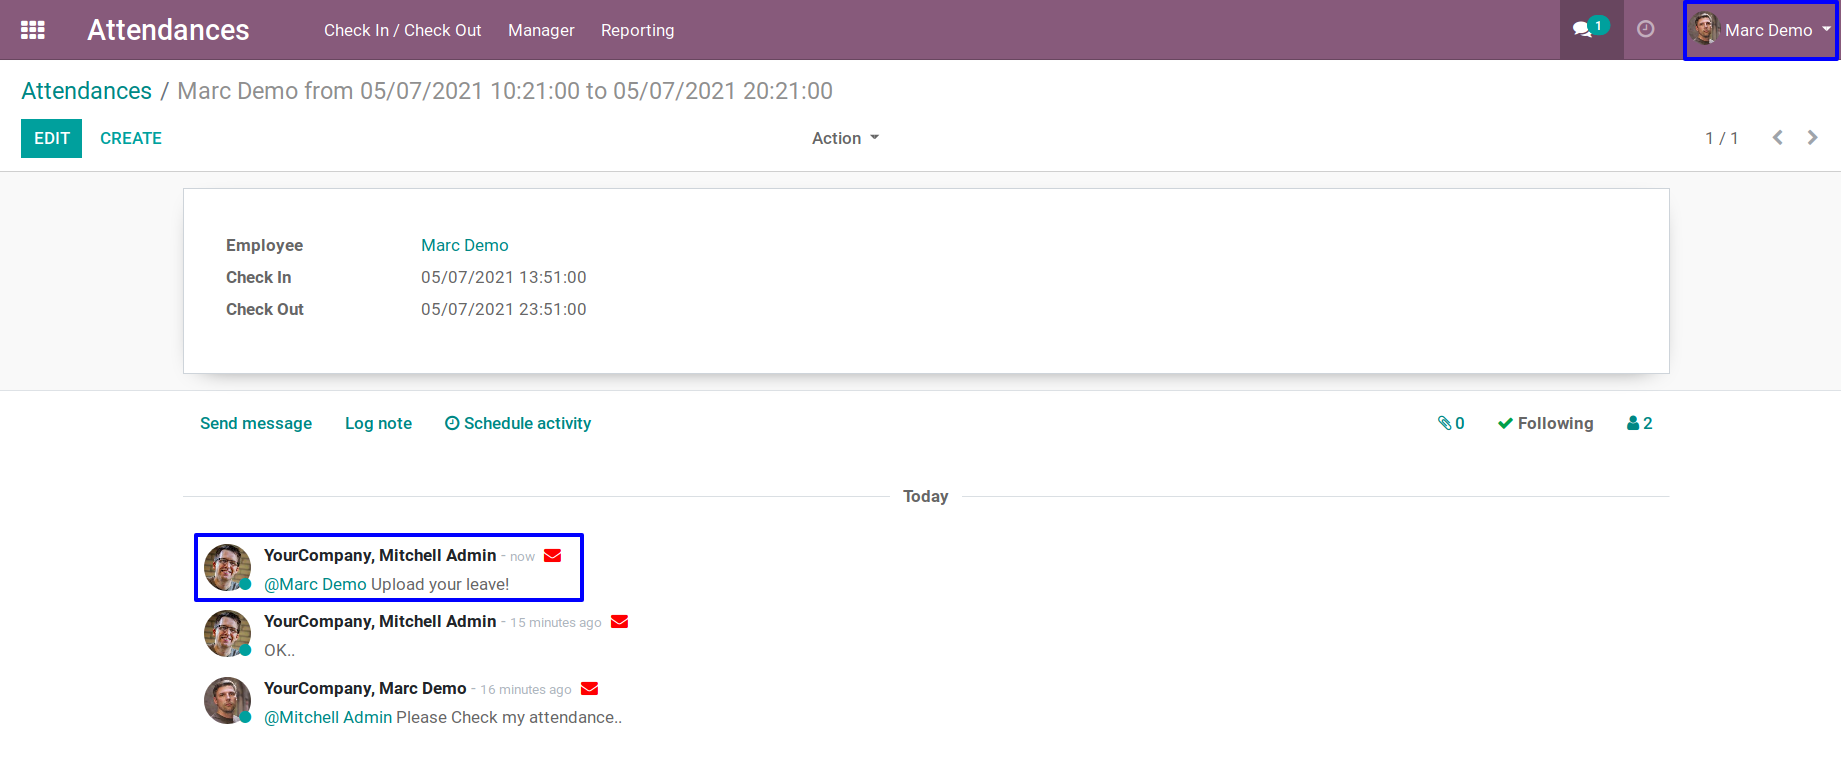 Attendances Check In / Check Out Manager Reporting 1 Marc Demo
Attendances / Marc Demo from 05/07/2021 10:21:00 to 05/07/2021 20:21:00
EDIT CREATE Action 1 / 1
Employee Marc Demo
Check In 05/07/2021 13:51:00
Check Out 05/07/2021 23:51:00
Send message Log note Schedule activity 0 Following 2
Today
YourCompany, Mitchell Admin - now
@Marc Demo Upload your leave!
YourCompany, Mitchell Admin - 15 minutes ago
OK..
YourCompany, Marc Demo - 16 minutes ago
@Mitchell Admin Please Check my attendance..